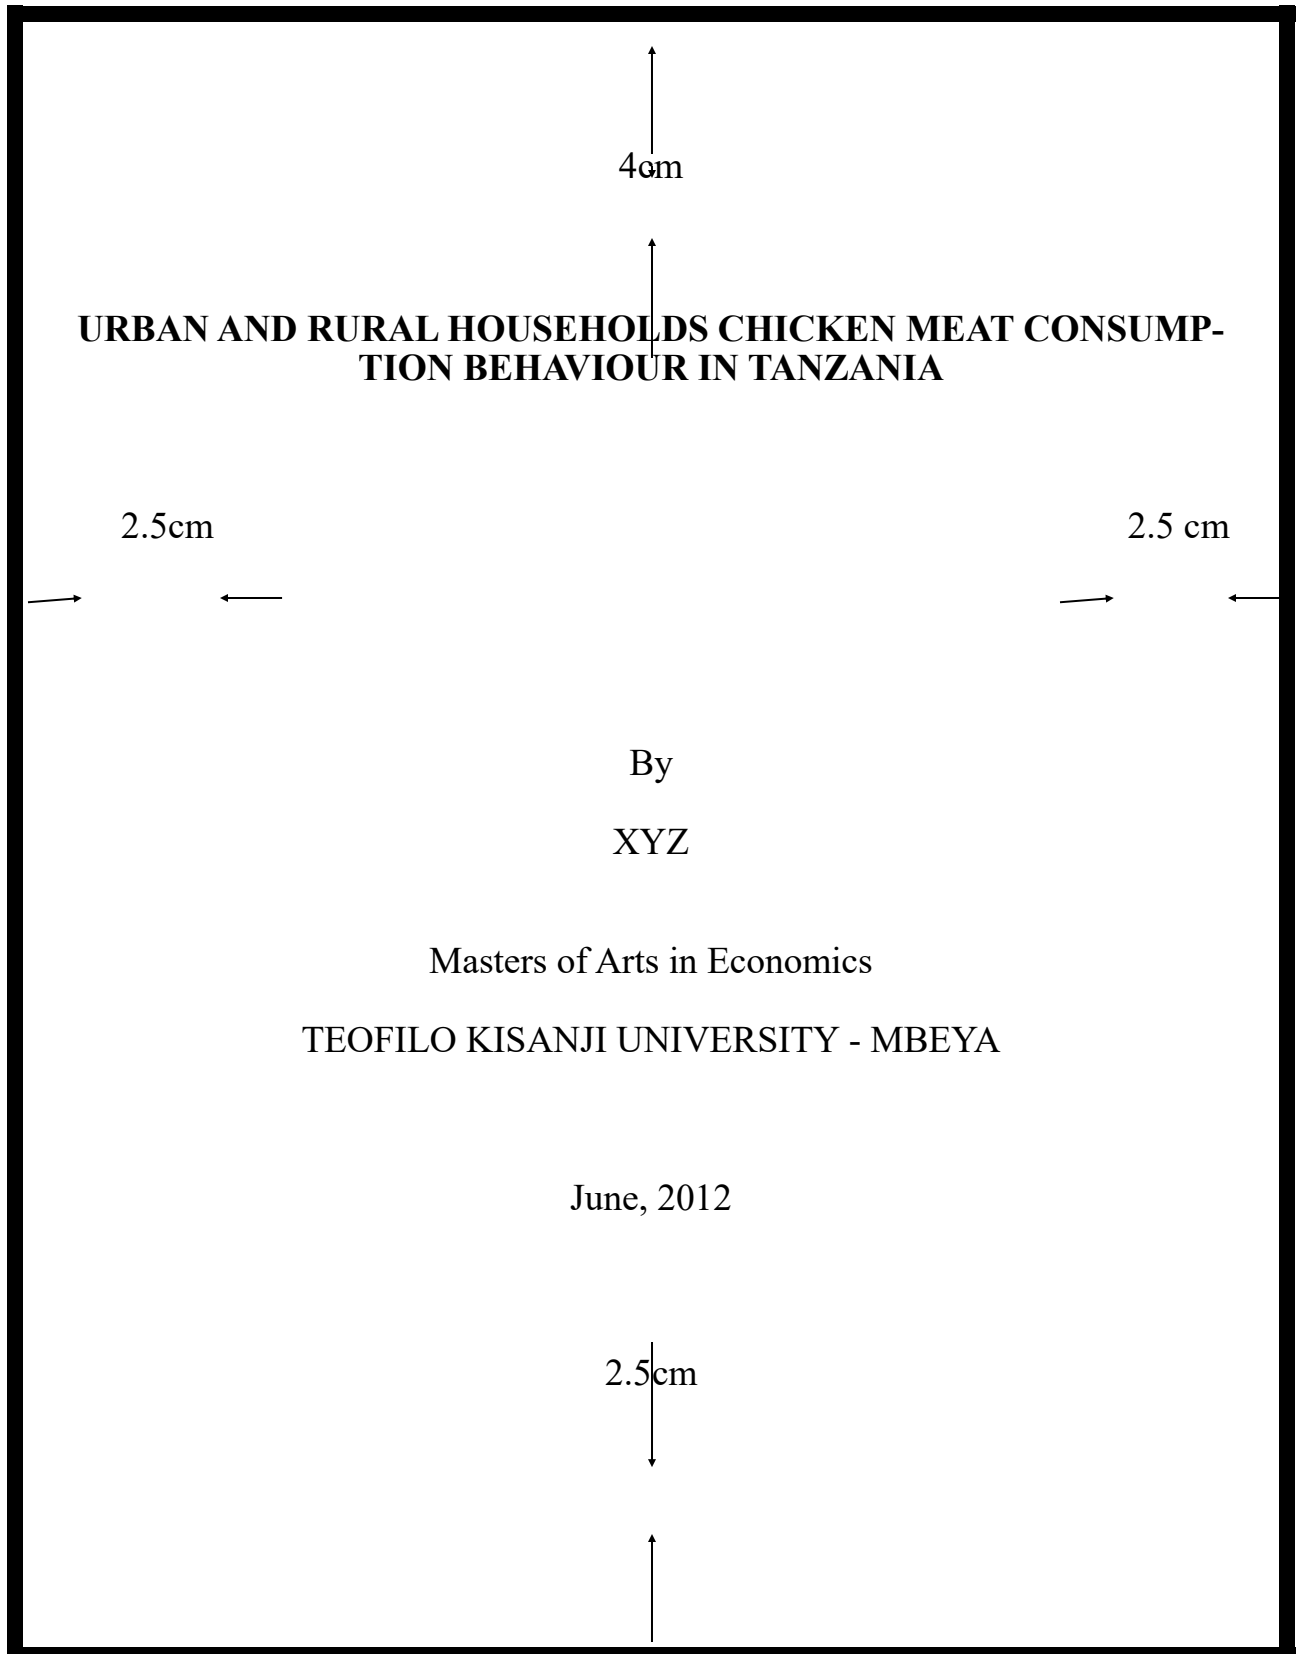 4cm
URBAN AND RURAL HOUSEHOLDS CHICKEN MEAT CONSUMP-
TION BEHAVIOUR IN TANZANIA
2.5cm 2.5 cm
By
XYZ
Masters of Arts in Economics
TEOFILO KISANJI UNIVERSITY - MBEYA
June, 2012
2.5cm